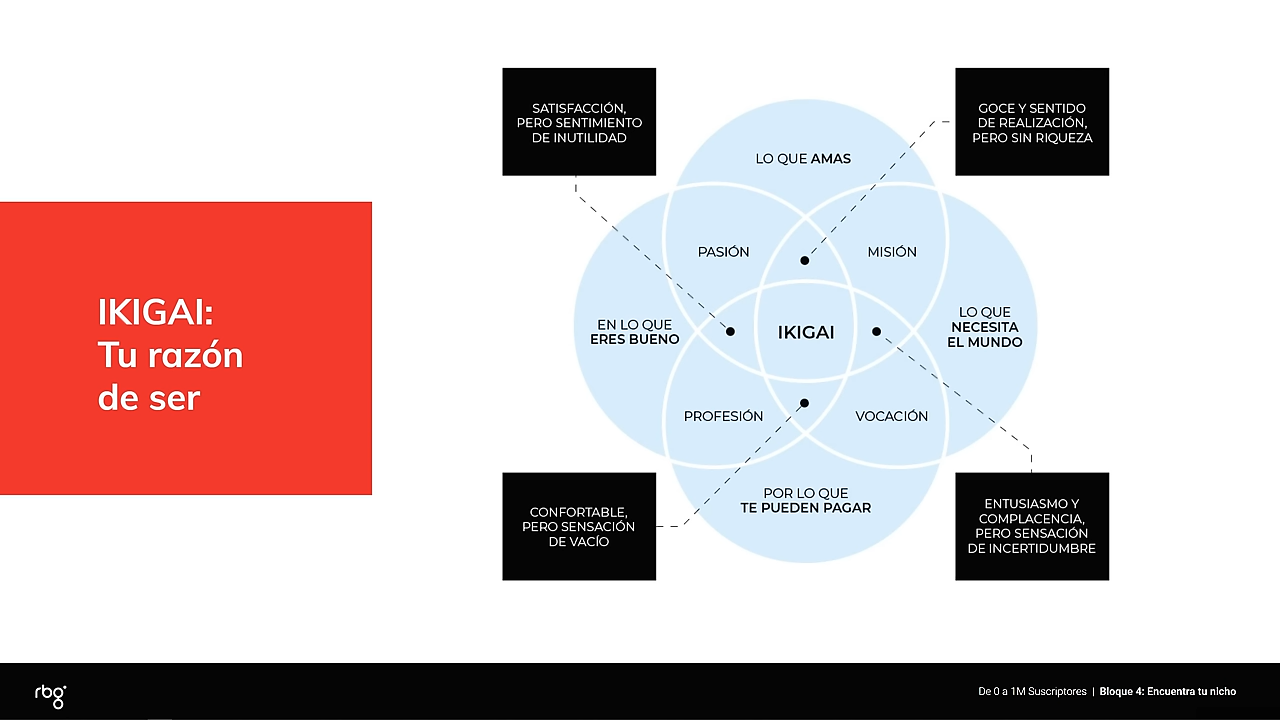 IKIGAI:
Tu razón
de ser
SATISFACCIÓN,
PERO SENTIMIENTO
DE INUTILIDAD
GOCE Y SENTIDO
DE REALIZACIÓN,
PERO SIN RIQUEZA
LO QUE AMAS
PASIÓN
MISIÓN
EN LO QUE
ERES BUENO
IKIGAI
LO QUE
NECESITA
EL MUNDO
PROFESIÓN
VOCACIÓN
POR LO QUE
TE PUEDEN PAGAR
CONFORTABLE,
PERO SENSACIÓN
DE VACÍO
ENTUSIASMO Y
COMPLACENCIA,
PERO SENSACIÓN
DE INCERTIDUMBRE
rbg
De 0 a 1M Suscriptores | Bloque 4: Encuentra tu nicho